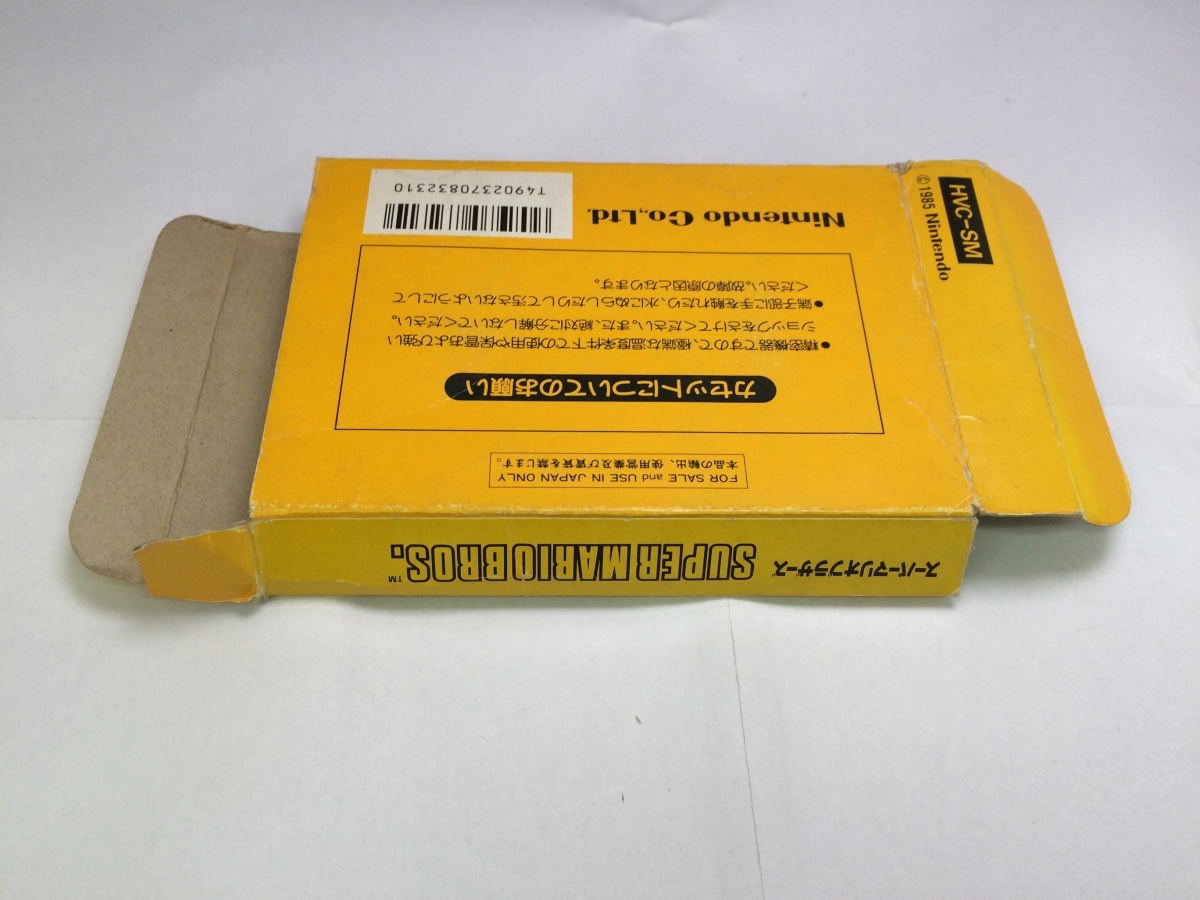 スーパーマリオブラザーズ SUPER MARIO BROS.™
FOR SALE and USE IN JAPAN ONLY
本品の輸出、使用営業及び賃貸を禁じます。
カセットについてのお願い
●精密機器ですので、極端な温度条件下での使用や保管および強い
ショックをさけてください。また、絶対に分解しないでください。
●端子部に手を触れたり、水にぬらしたりして汚さないようにして
ください。故障の原因となります。
Nintendo Co.,Ltd.
T4902370832310
HVC-SM
©1985 Nintendo